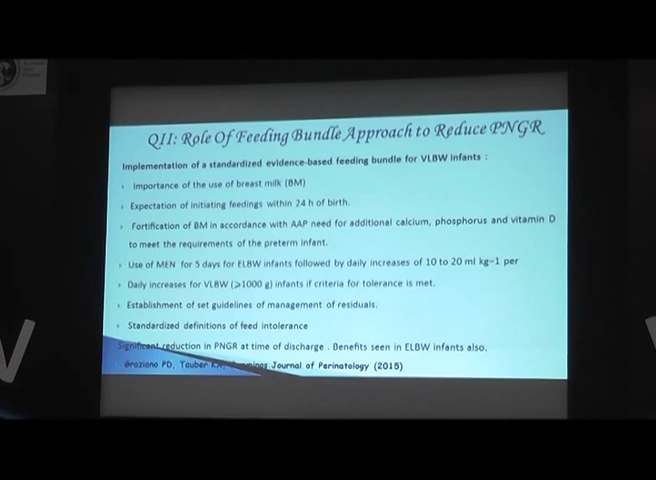 QII: Role Of Feeding Bundle Approach to Reduce PNGR
Implementation of a standardized evidence-based feeding bundle for VLBW Infants :
Importance of the use of breast milk (BM)
Expectation of initiating feedings within 24 h of birth.
Fortification of BM in accordance with AAP need for additional calcium, phosphorus and vitamin D
to meet the requirements of the preterm infant.
Use of MEN for 5 days for ELBW infants followed by daily increases of 10 to 20 ml kg−1 per
Daily increases for VLBW (⩾1000 g) infants if criteria for tolerance is met.
Establishment of set guidelines of management of residuals.
Standardized definitions of feed intolerance
Significant reduction in PNGR at time of discharge . Benefits seen in ELBW infants also.
Graziano PD, Tauber KA, Journal of Perinatology (2015)